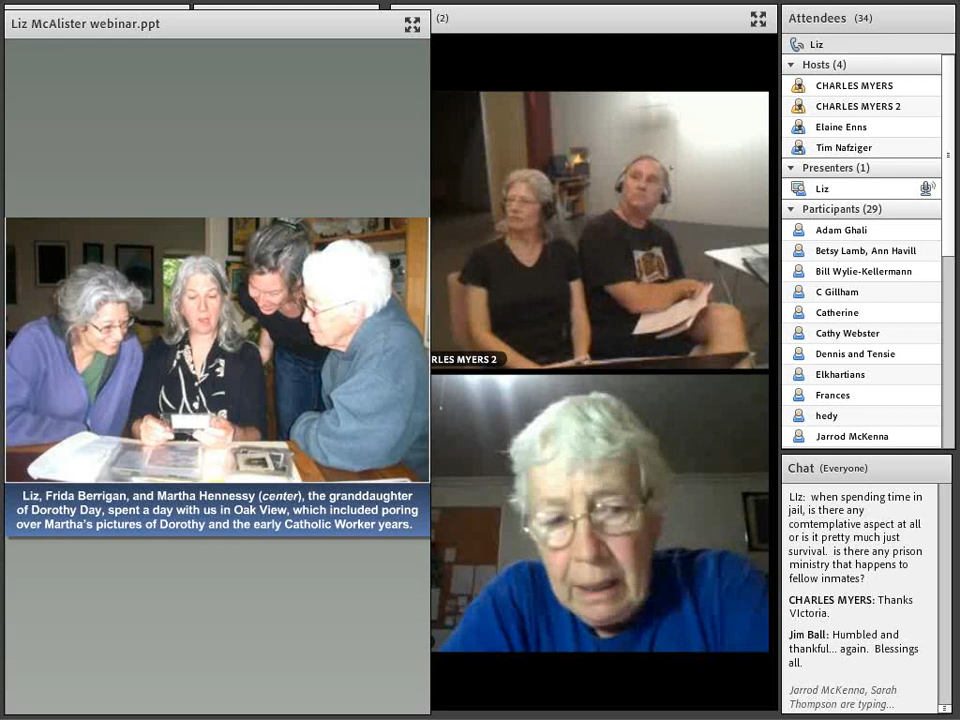 Liz McAlister webinar.ppt
(2)
RLES MYERS 2
Liz, Frida Berrigan, and Martha Hennessy (center), the granddaughter
of Dorothy Day, spent a day with us in Oak View, which included poring
over Martha's pictures of Dorothy and the early Catholic Worker years.
Attendees (34)
Liz
Hosts (4)
CHARLES MYERS
CHARLES MYERS 2
Elaine Enns
Tim Nafziger
Presenters (1)
Liz
Participants (29)
Adam Ghali
Betsy Lamb, Ann Havill
Bill Wylie-Kellermann
C Gillham
Catherine
Cathy Webster
Dennis and Tensie
Elkhartians
Frances
hedy
Jarrod McKenna
Chat (Everyone)
LIz: when spending time in
jail, is there any
comtemplative aspect at all
or is it pretty much just
survival. is there any prison
ministry that happens to
fellow inmates?
CHARLES MYERS: Thanks
VIctoria.
Jim Ball: Humbled and
thankful... again. Blessings
all.
Jarrod McKenna, Sarah
Thompson are typing...